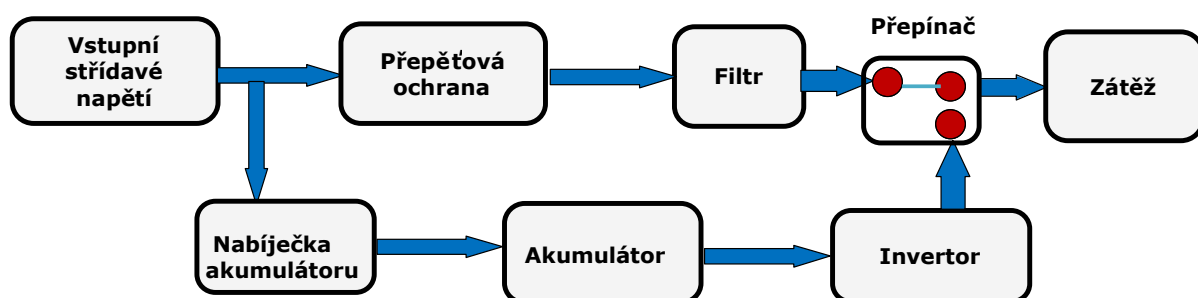 Vstupní
střídavé
napětí
Přepěťová
ochrana
Filtr
Přepínač
Zátěž
Nabíječka
akumulátoru
Akumulátor
Invertor